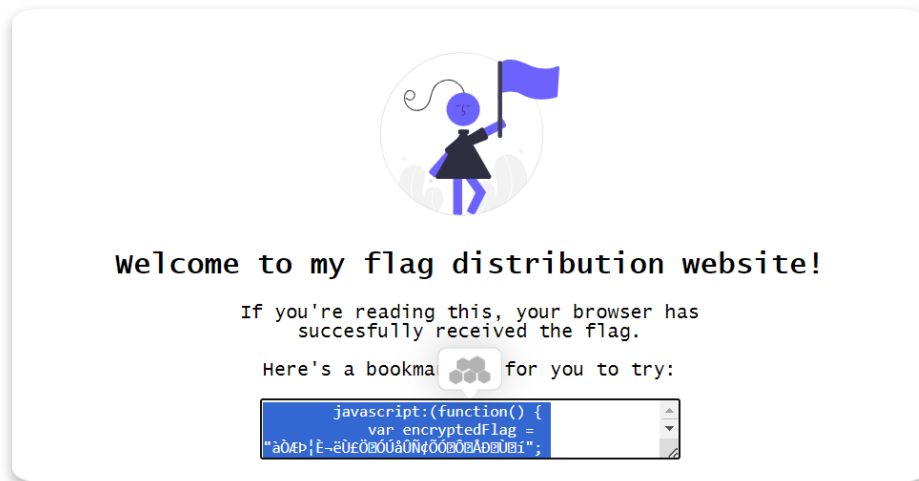 Welcome to my flag distribution website!
If you're reading this, your browser has
succesfully received the flag.
Here's a for you to try:
javascript:(function() {
var encryptedFlag =